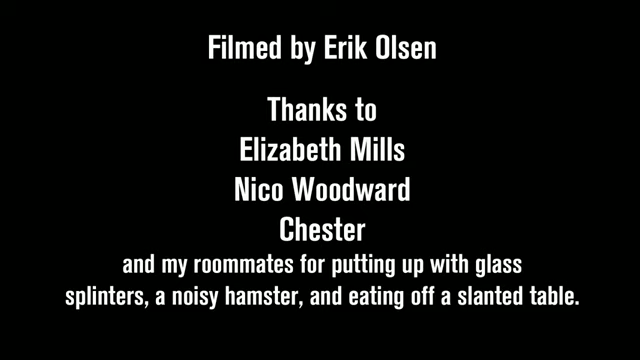 Filmed by Erik Olsen
Thanks to
Elizabeth Mills
Nico Woodward
Chester
and my roommates for putting up with glass
splinters, a noisy hamster, and eating off a slanted table.